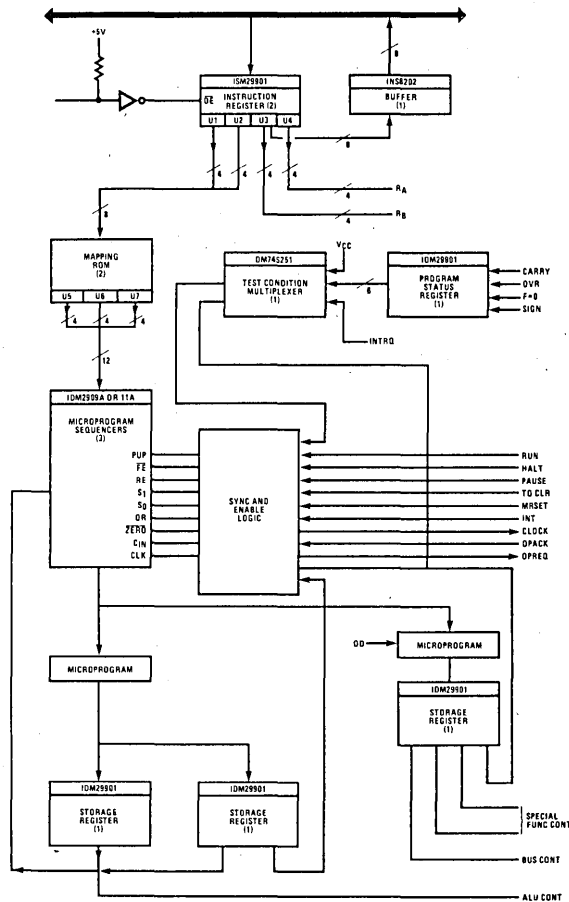 +5V
8
ISM29901
OE
INSTRUCTION
REGISTER (2)
U1 U2 U3 U4
INS8202
BUFFER
(1)
8
4 4 4 4
4 RA
4 RB
8
MAPPING
ROM
(2)
U5 U6 U7
4 4 4
12
VCC
DM74S251
TEST CONDITION
MULTIPLEXER
(1)
6
INTRQ
IDM29901
PROGRAM
STATUS
REGISTER
(1)
CARRY
OVR
F=0
SIGN
IDM2909A OR 11A
MICROPROGRAM
SEQUENCERS
(3)
PUP
FE
RE
S1
S0
OR
ZERO
CIN
CLK
SYNC AND
ENABLE
LOGIC
RUN
HALT
PAUSE
TO CLR
MRSET
INT
CLOCK
OPACK
OPREQ
MICROPROGRAM
OD
MICROPROGRAM
IDM29901
STORAGE
REGISTER
(1)
IDM29901
STORAGE
REGISTER
(1)
IDM29901
STORAGE
REGISTER
(1)
SPECIAL
FUNC CONT
BUS CONT
ALU CONT